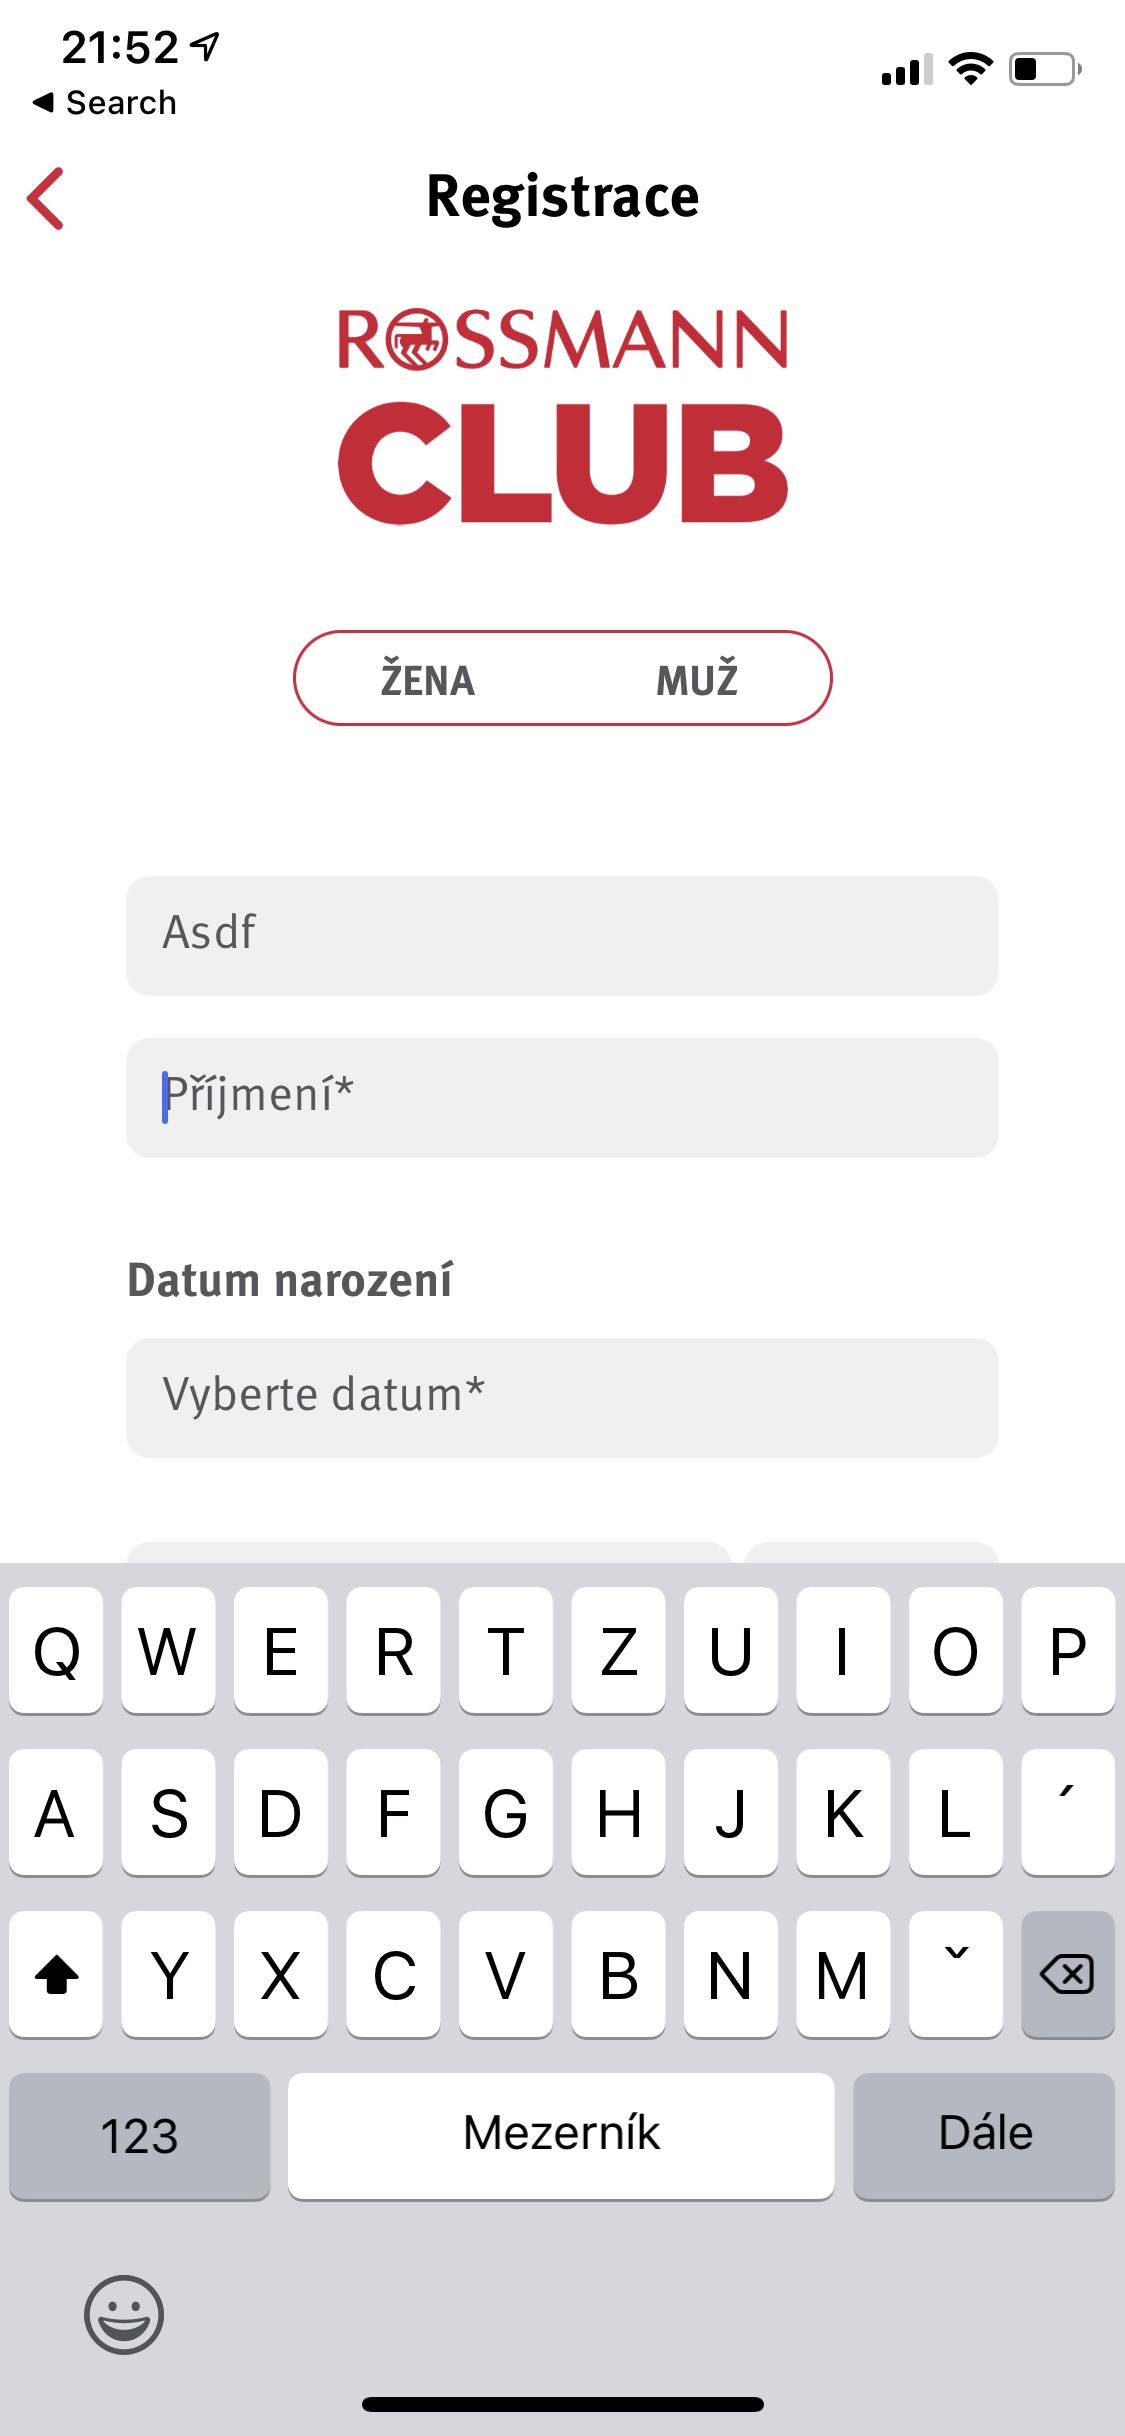 21:52
Search
Registrace
ROSSMANN
CLUB
ŽENA MUŽ
Asdf
Příjmení*
Datum narození
Vyberte datum*
Q W E R T Z U I O P
A S D F G H J K L ´
Y X C V B N M ˇ
123 Mezerník Dále